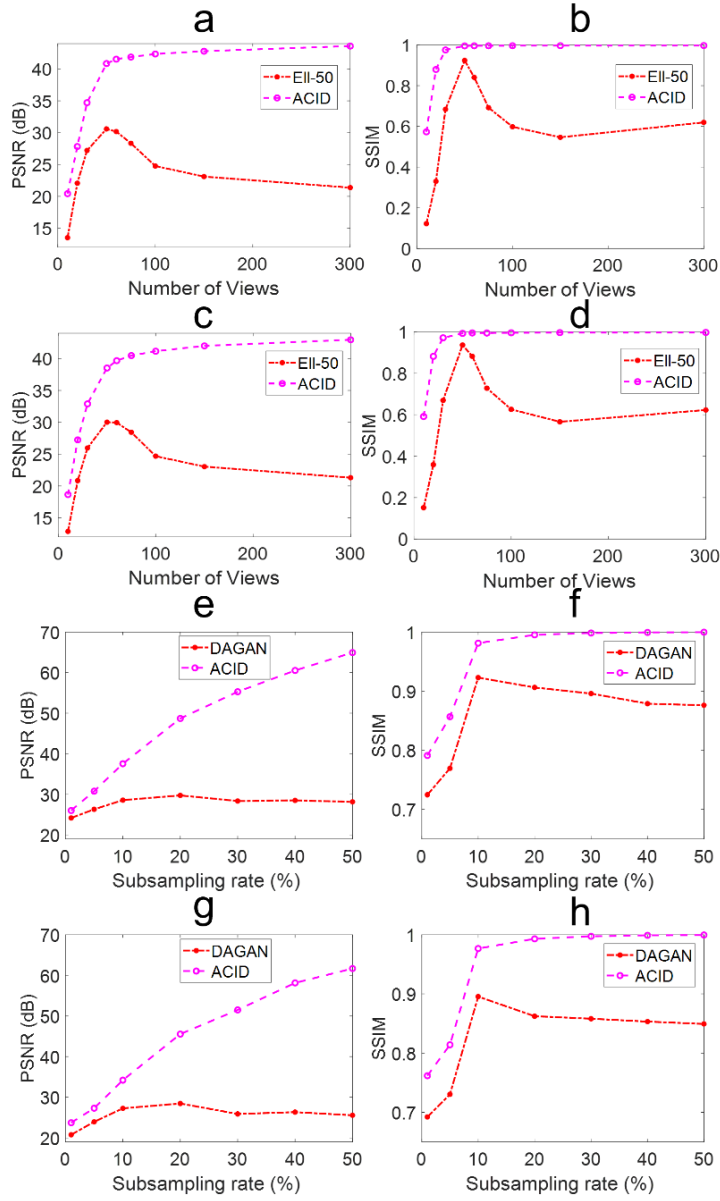 a
40
35
30
25
20
15
PSNR (dB)
Ell-50
ACID
0
100
200
300
Number of Views
b
1
0.8
0.6
0.4
0.2
0
SSIM
Ell-50
ACID
0
100
200
300
Number of Views
c
40
35
30
25
20
15
PSNR (dB)
Ell-50
ACID
0
100
200
300
Number of Views
d
1
0.8
0.6
0.4
0.2
0
SSIM
Ell-50
ACID
0
100
200
300
Number of Views
e
70
60
50
40
30
20
PSNR (dB)
DAGAN
ACID
0
10
20
30
40
50
Subsampling rate (%)
f
1
0.9
0.8
0.7
SSIM
DAGAN
ACID
0
10
20
30
40
50
Subsampling rate (%)
g
70
60
50
40
30
20
PSNR (dB)
DAGAN
ACID
0
10
20
30
40
50
Subsampling rate (%)
h
1
0.9
0.8
0.7
SSIM
DAGAN
ACID
0
10
20
30
40
50
Subsampling rate (%)